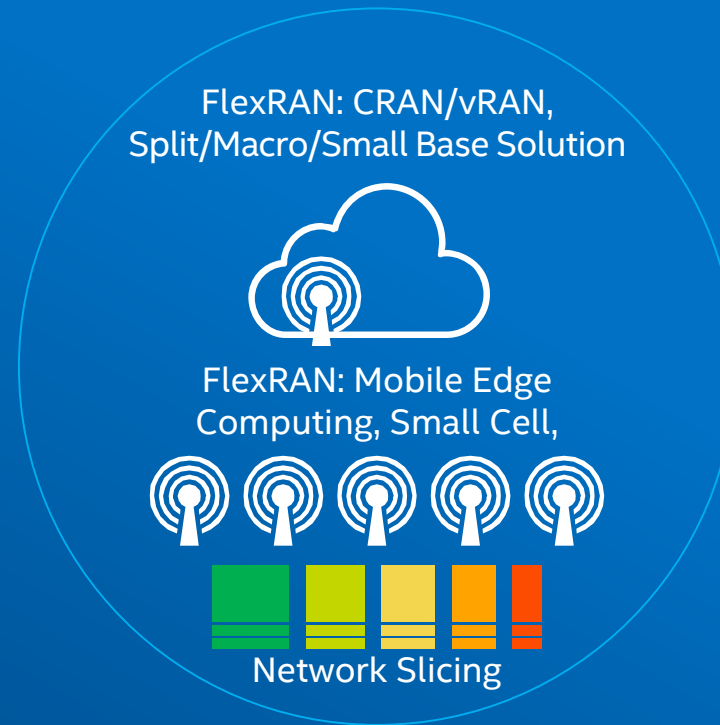 FlexRAN: CRAN/vRAN,
Split/Macro/Small Base Solution
FlexRAN: Mobile Edge
Computing, Small Cell,
Network Slicing